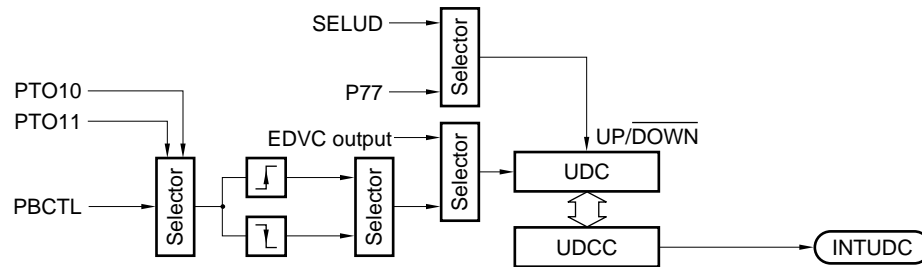 SELUD
Selector
P77
PTO10
PTO11
EDVC output
UP/DOWN
Selector
UDC
PBCTL
Selector
Selector
UDCC
INTUDC